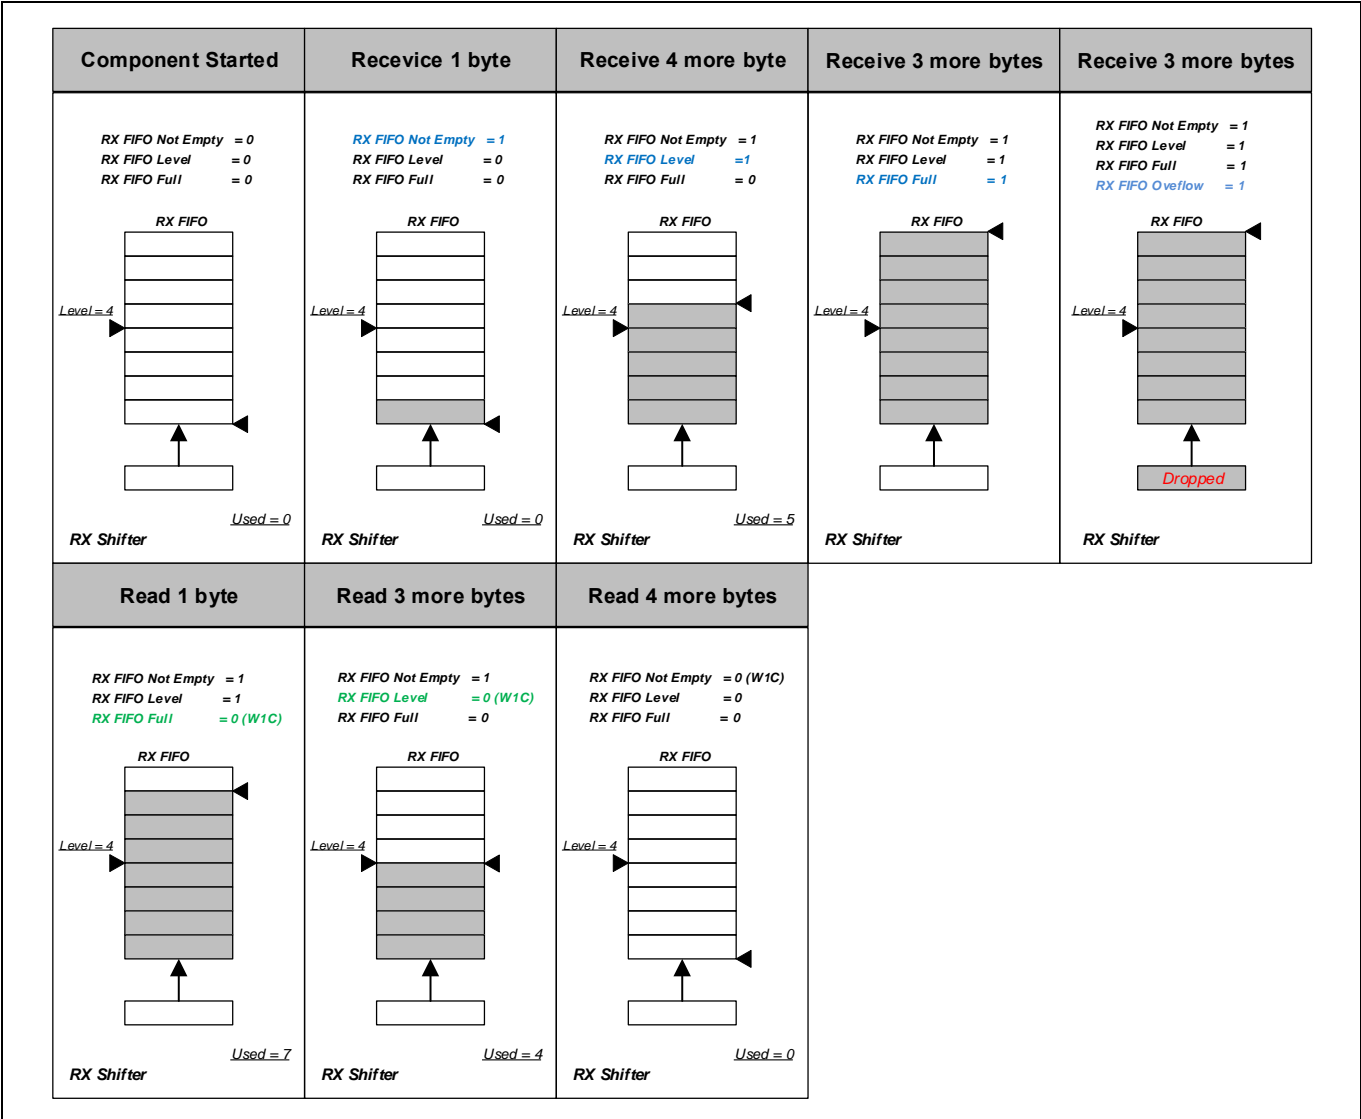 Component Started
RX FIFO Not Empty = 0
RX FIFO Level = 0
RX FIFO Full = 0
RX FIFO
Level = 4
Used = 0
RX Shifter
Recevice 1 byte
RX FIFO Not Empty = 1
RX FIFO Level = 0
RX FIFO Full = 0
RX FIFO
Level = 4
Used = 0
RX Shifter
Receive 4 more byte
RX FIFO Not Empty = 1
RX FIFO Level =1
RX FIFO Full = 0
RX FIFO
Level = 4
Used = 5
RX Shifter
Receive 3 more bytes
RX FIFO Not Empty = 1
RX FIFO Level = 1
RX FIFO Full = 1
RX FIFO
Level = 4
RX Shifter
Receive 3 more bytes
RX FIFO Not Empty = 1
RX FIFO Level = 1
RX FIFO Full = 1
RX FIFO Oveflow = 1
RX FIFO
Level = 4
Dropped
RX Shifter
Read 1 byte
RX FIFO Not Empty = 1
RX FIFO Level = 1
RX FIFO Full = 0 (W1C)
RX FIFO
Level = 4
Used = 7
RX Shifter
Read 3 more bytes
RX FIFO Not Empty = 1
RX FIFO Level = 0 (W1C)
RX FIFO Full = 0
RX FIFO
Level = 4
Used = 4
RX Shifter
Read 4 more bytes
RX FIFO Not Empty = 0 (W1C)
RX FIFO Level = 0
RX FIFO Full = 0
RX FIFO
Level = 4
Used = 0
RX Shifter